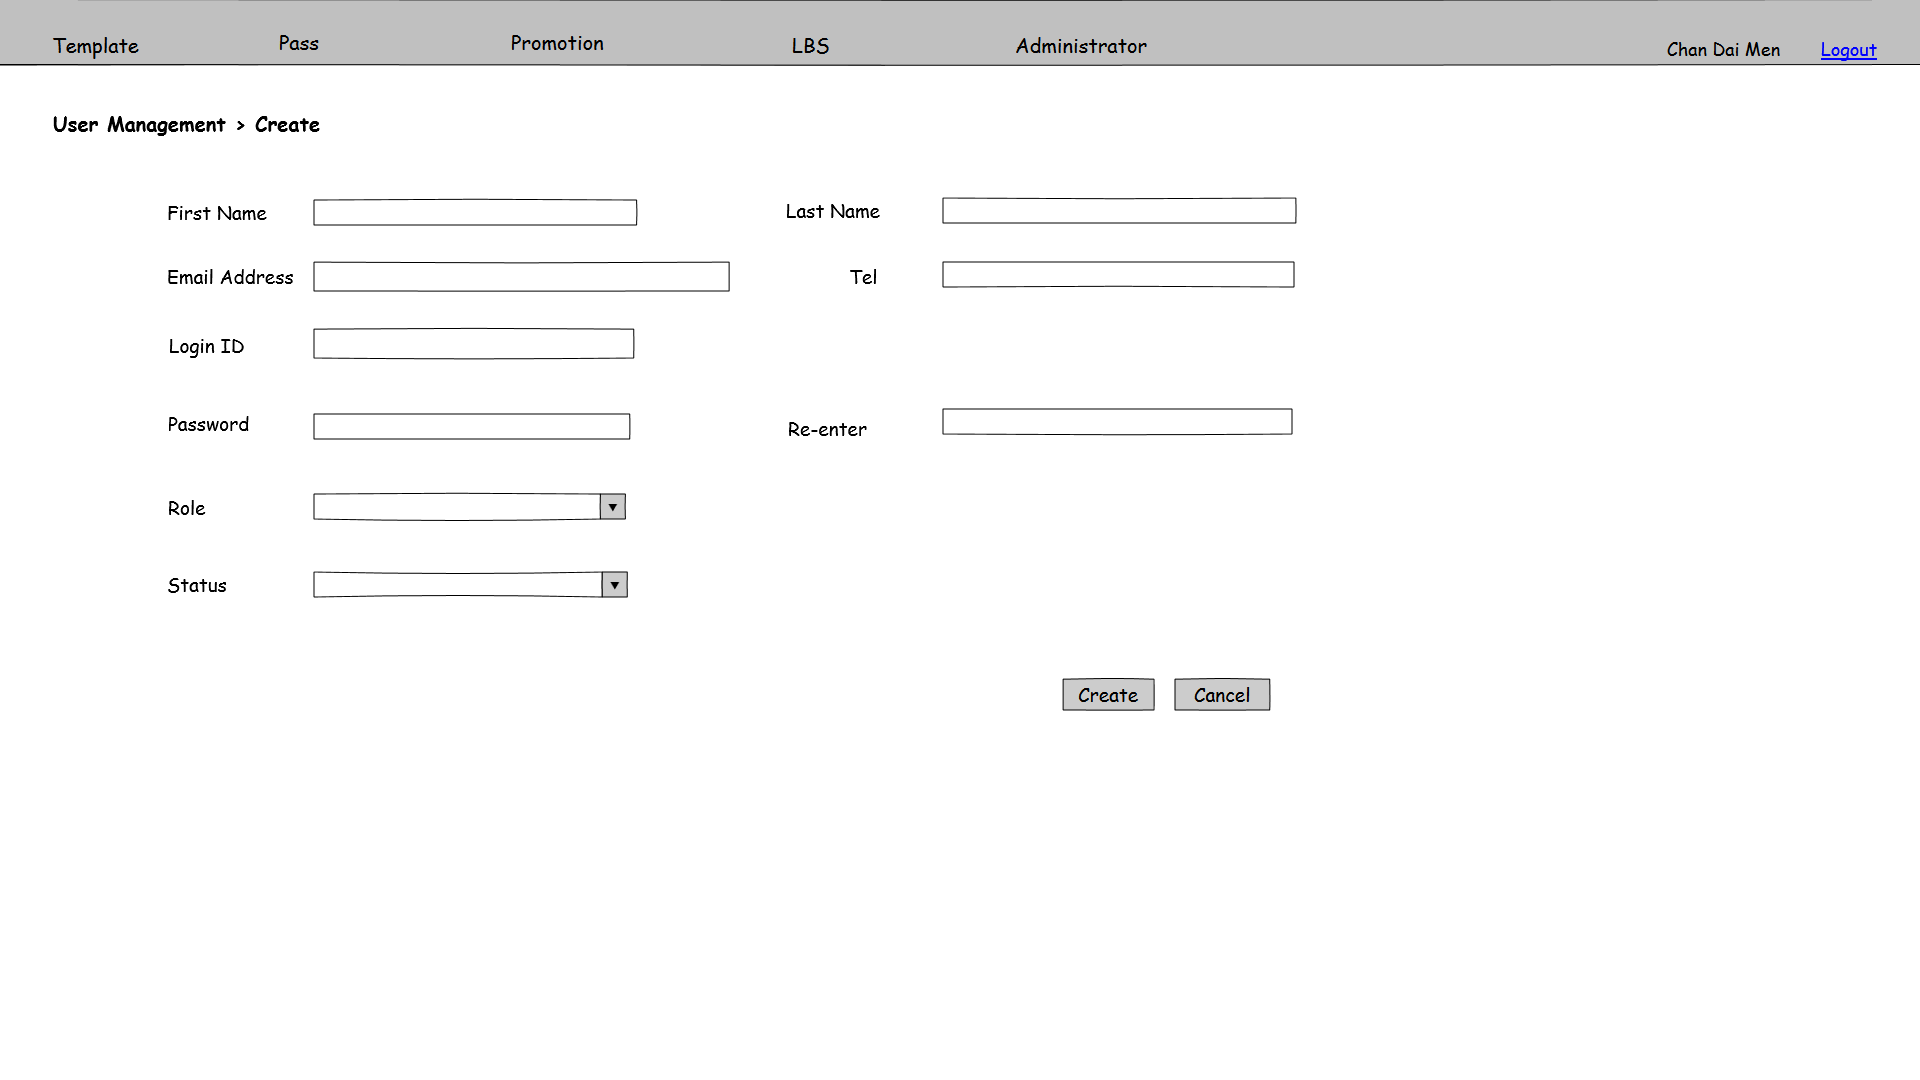 Template Pass Promotion LBS Administrator Chan Dai Men Logout
User Management > Create
First Name Last Name
Email Address Tel
Login ID
Password Re-enter
Role
Status
Create Cancel